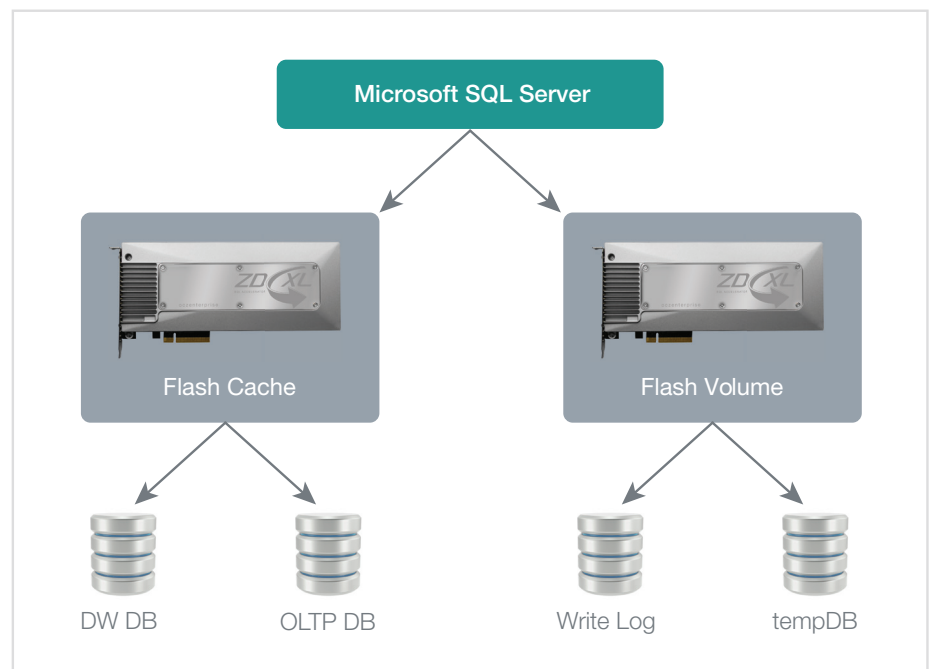 Microsoft SQL Server
ZD XL
ZD XL
Flash Cache
Flash Volume
DW DB
OLTP DB
Write Log
tempDB